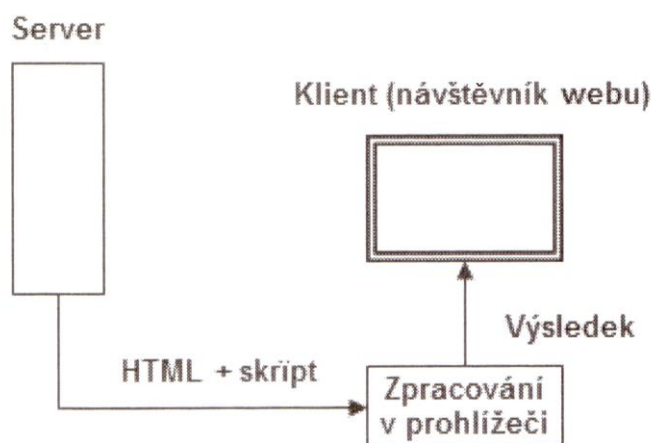 Server
Klient (návštěvník webu)
Výsledek
HTML + skript
Zpracování
v prohlížeči